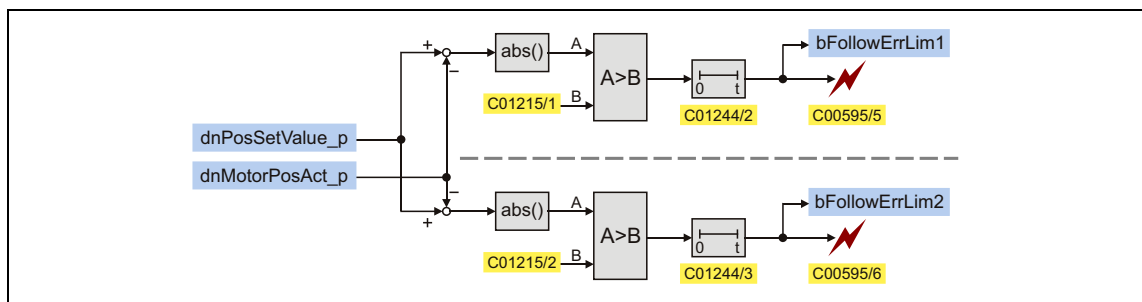 bFollowErrLim1
+
−
abs()
A
A>B
0 t
C01215/1
B
C01244/2
C00595/5
dnPosSetValue_p
dnMotorPosAct_p
−
+
abs()
A
A>B
0 t
bFollowErrLim2
C01215/2
B
C01244/3
C00595/6